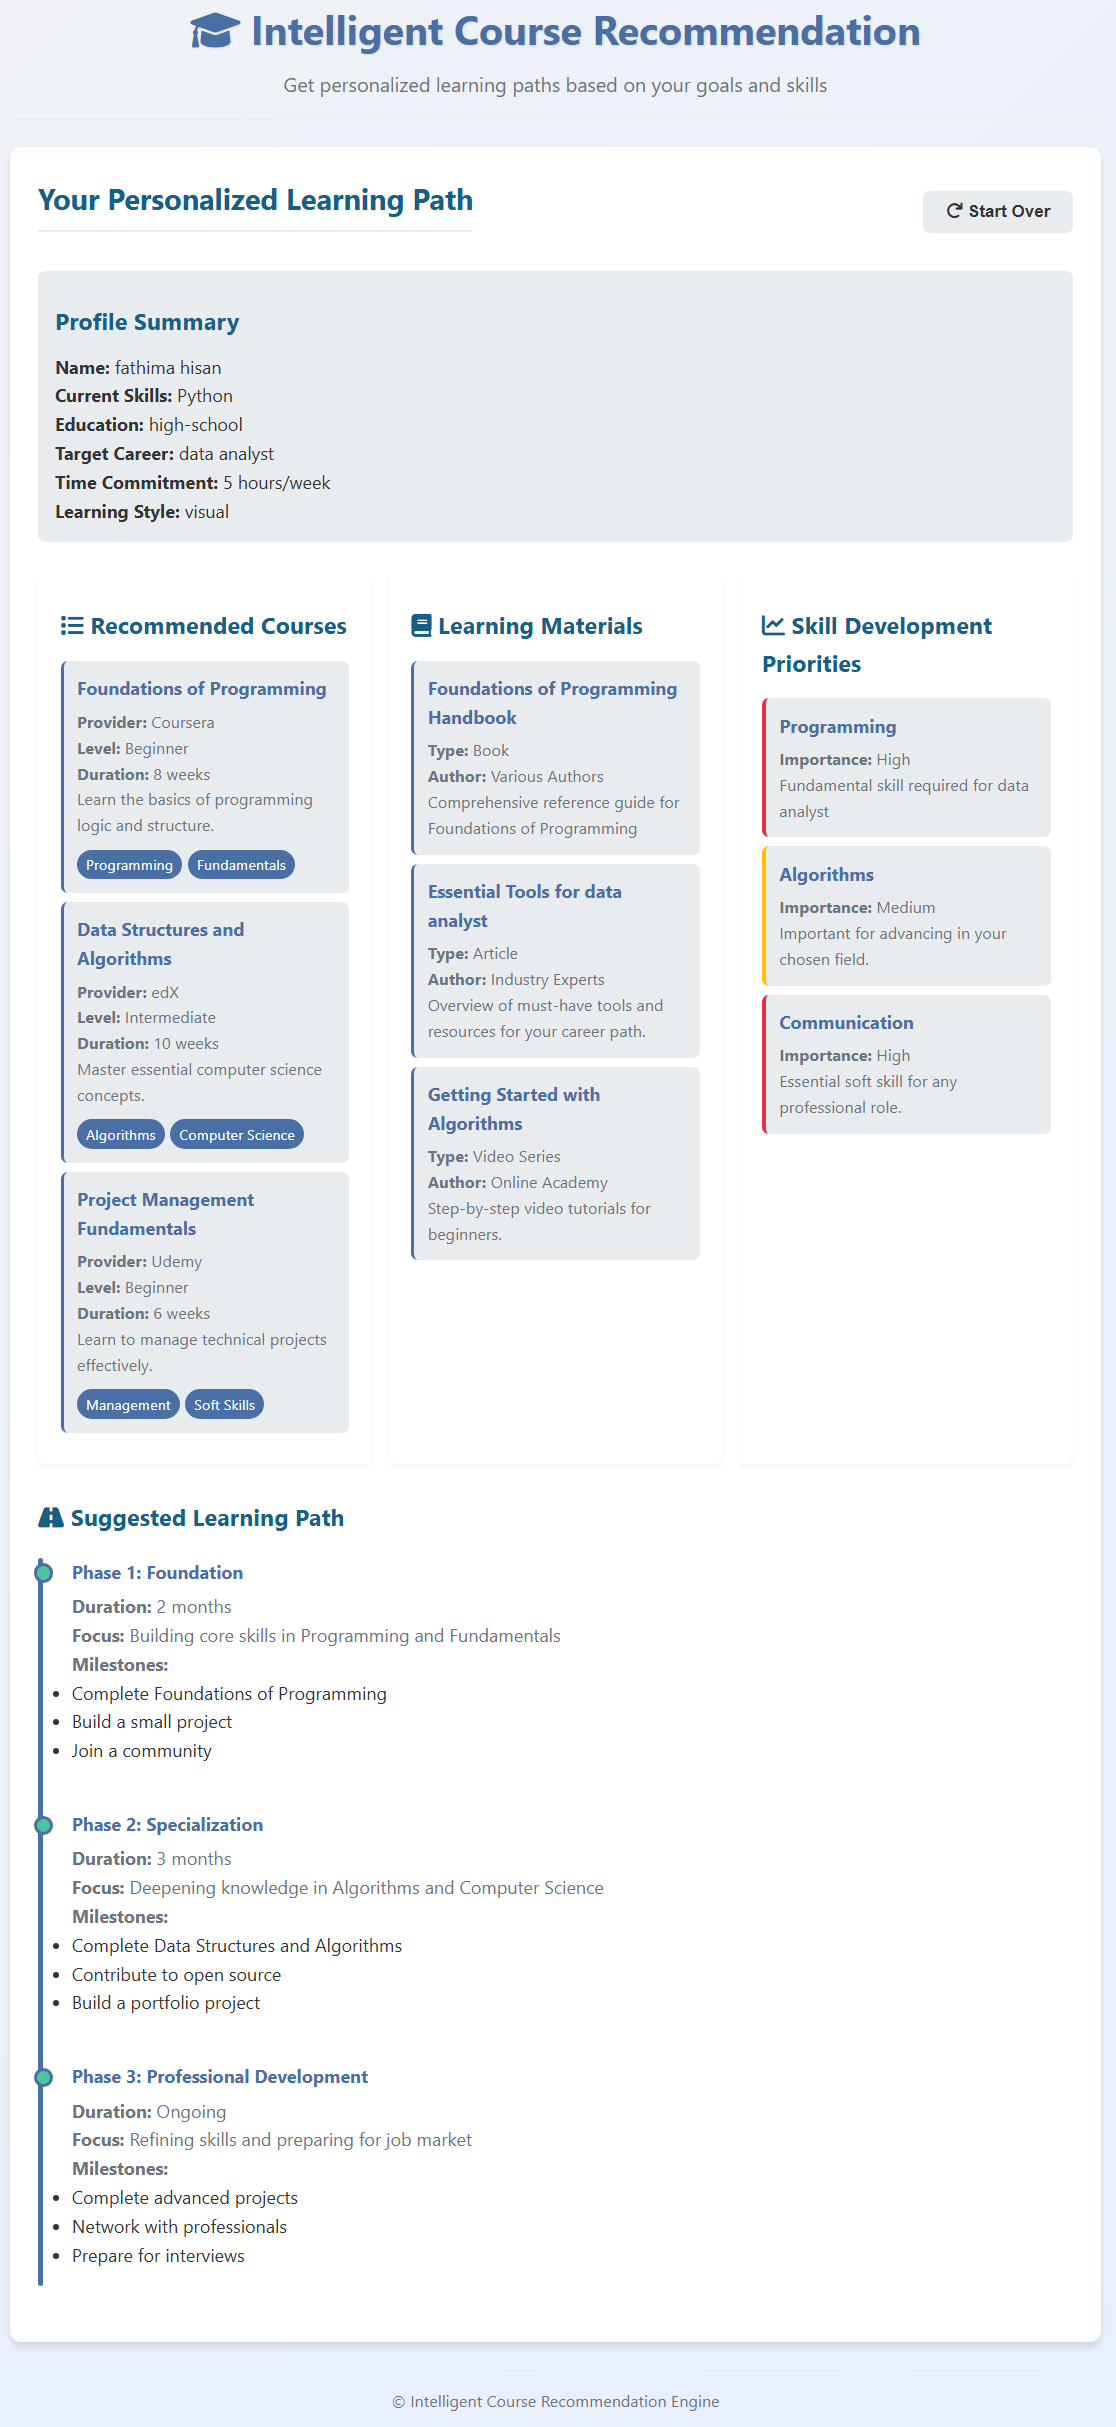 Intelligent Course Recommendation
Get personalized learning paths based on your goals and skills
Your Personalized Learning Path
Start Over
Profile Summary
Name: fathima hisan
Current Skills: Python
Education: high-school
Target Career: data analyst
Time Commitment: 5 hours/week
Learning Style: visual
Recommended Courses
Foundations of Programming
Provider: Coursera
Level: Beginner
Duration: 8 weeks
Learn the basics of programming
logic and structure.
Programming Fundamentals
Data Structures and
Algorithms
Provider: edX
Level: Intermediate
Duration: 10 weeks
Master essential computer science
concepts.
Algorithms Computer Science
Project Management
Fundamentals
Provider: Udemy
Level: Beginner
Duration: 6 weeks
Learn to manage technical projects
effectively.
Management Soft Skills
Learning Materials
Foundations of Programming
Handbook
Type: Book
Author: Various Authors
Comprehensive reference guide for
Foundations of Programming
Essential Tools for data
analyst
Type: Article
Author: Industry Experts
Overview of must-have tools and
resources for your career path.
Getting Started with
Algorithms
Type: Video Series
Author: Online Academy
Step-by-step video tutorials for
beginners.
Skill Development
Priorities
Programming
Importance: High
Fundamental skill required for data
analyst
Algorithms
Importance: Medium
Important for advancing in your
chosen field.
Communication
Importance: High
Essential soft skill for any
professional role.
Suggested Learning Path
Phase 1: Foundation
Duration: 2 months
Focus: Building core skills in Programming and Fundamentals
Milestones:
• Complete Foundations of Programming
• Build a small project
• Join a community
Phase 2: Specialization
Duration: 3 months
Focus: Deepening knowledge in Algorithms and Computer Science
Milestones:
• Complete Data Structures and Algorithms
• Contribute to open source
• Build a portfolio project
Phase 3: Professional Development
Duration: Ongoing
Focus: Refining skills and preparing for job market
Milestones:
• Complete advanced projects
• Network with professionals
• Prepare for interviews
© Intelligent Course Recommendation Engine